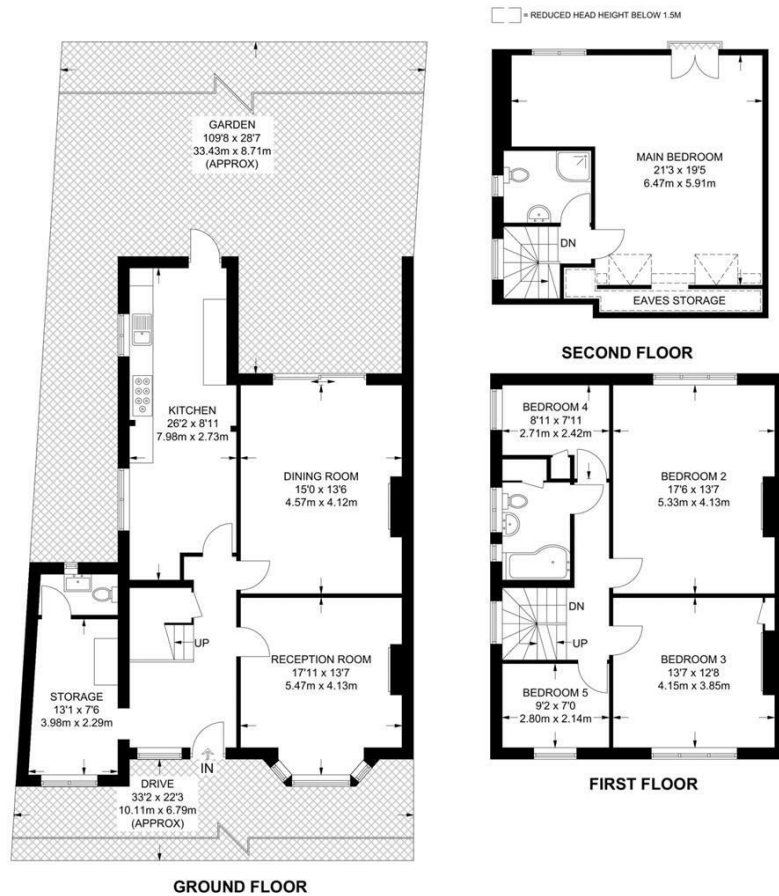 = REDUCED HEAD HEIGHT BELOW 1.5M
GARDEN
109'8 x 28'7
33.43m x 8.71m
(APPROX)
KITCHEN
26'2 x 8'11
7.98m x 2.73m
DINING ROOM
15'0 x 13'6
4.57m x 4.12m
UP
RECEPTION ROOM
17'11 x 13'7
5.47m x 4.13m
STORAGE
13'1 x 7'6
3.98m x 2.29m
IN
DRIVE
33'2 x 22'3
10.11m x 6.79m
(APPROX)
GROUND FLOOR
MAIN BEDROOM
21'3 x 19'5
6.47m x 5.91m
DN
EAVES STORAGE
SECOND FLOOR
BEDROOM 4
8'11 x 7'11
2.71m x 2.42m
BEDROOM 2
17'6 x 13'7
5.33m x 4.13m
DN
UP
BEDROOM 3
13'7 x 12'8
4.15m x 3.85m
BEDROOM 5
9'2 x 7'0
2.80m x 2.14m
FIRST FLOOR